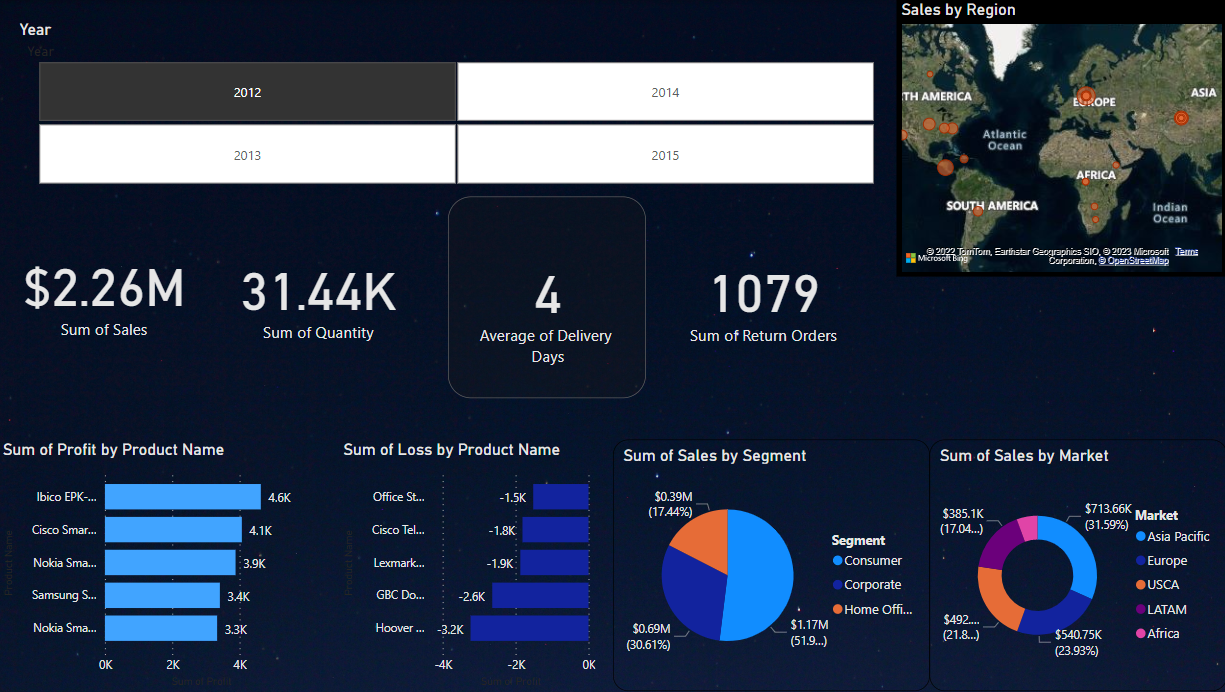 Year
Year
2012
2014
2013
2015
Sales by Region
TH AMERICA
EUROPE
ASIA
Atlantic
Ocean
AFRICA
SOUTH AMERICA
Indian
Ocean
© 2022 TomTom, Earthstar Geographics SIO, © 2023 Microsoft Terms
Microsoft Bing
Corporation, © OpenStreetMap
$2.26M
Sum of Sales
31.44K
Sum of Quantity
4
Average of Delivery
Days
1079
Sum of Return Orders
Sum of Profit by Product Name
Product Name
Ibico EPK-... 4.6K
Cisco Smar... 4.1K
Nokia Sma... 3.9K
Samsung S... 3.4K
Nokia Sma... 3.3K
0K 2K 4K
Sum of Profit
Sum of Loss by Product Name
Product Name
Office St... -1.5K
Cisco Tel... -1.8K
Lexmark... -1.9K
GBC Do... -2.6K
Hoover ... -3.2K
-4K -2K 0K
Sum of Profit
Sum of Sales by Segment
$0.39M
(17.44%)
$0.69M
(30.61%)
$1.17M
(51.9...)
Segment
Consumer
Corporate
Home Offi...
Sum of Sales by Market
$385.1K
(17.04...)
$713.66K
(31.59%)
$492....
(21.8...)
$540.75K
(23.93%)
Market
Asia Pacific
Europe
USCA
LATAM
Africa